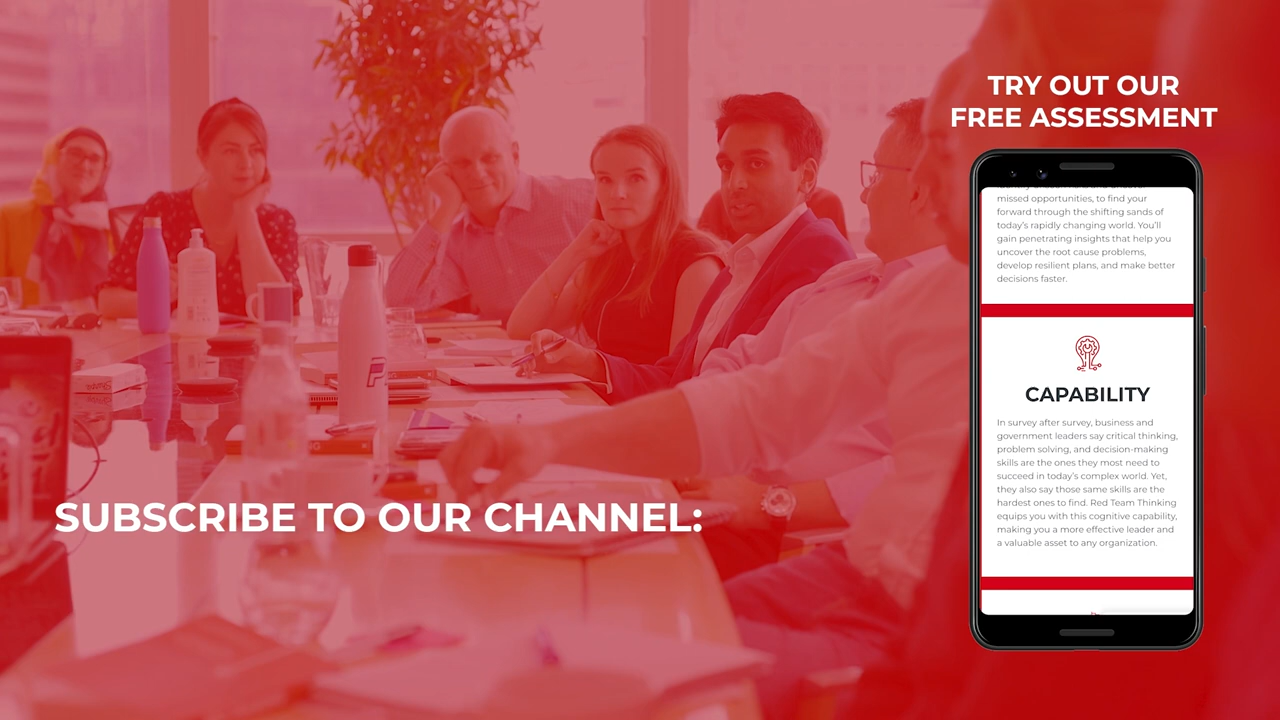 TRY OUT OUR
FREE ASSESSMENT
missed opportunities, to find your
forward through the shifting sands of
today's rapidly changing world. You'll
gain penetrating insights that help you
uncover the root cause problems,
develop resilient plans, and make better
decisions faster.
CAPABILITY
In survey after survey, business and
government leaders say critical thinking,
problem solving, and decision-making
skills are the ones they most need to
succeed in today's complex world. Yet,
they also say those same skills are the
hardest ones to find. Red Team Thinking
equips you with this cognitive capability,
making you a more effective leader and
a valuable asset to any organization.
SUBSCRIBE TO OUR CHANNEL: